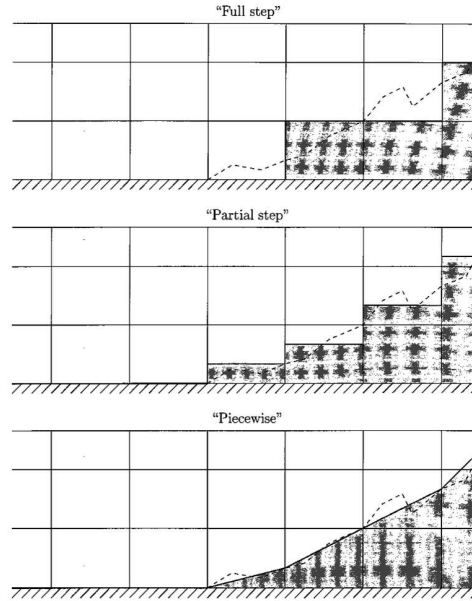 “Full step”
“Partial step”
“Piecewise”